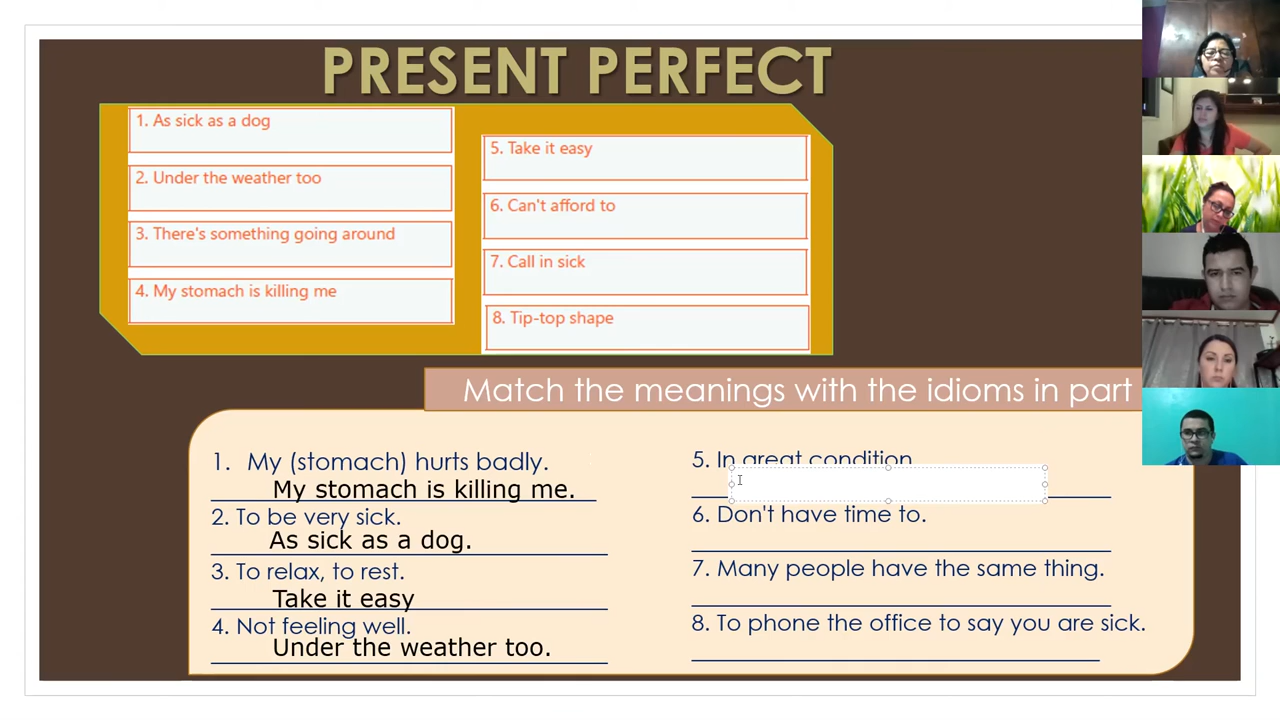 PRESENT PERFECT
1. As sick as a dog
2. Under the weather too
3. There's something going around
4. My stomach is killing me
5. Take it easy
6. Can't afford to
7. Call in sick
8. Tip-top shape
Match the meanings with the idioms in part
1. My (stomach) hurts badly.
My stomach is killing me.
2. To be very sick.
As sick as a dog.
3. To relax, to rest.
Take it easy
4. Not feeling well.
Under the weather too.
5. In great condition
6. Don't have time to.
7. Many people have the same thing.
8. To phone the office to say you are sick.